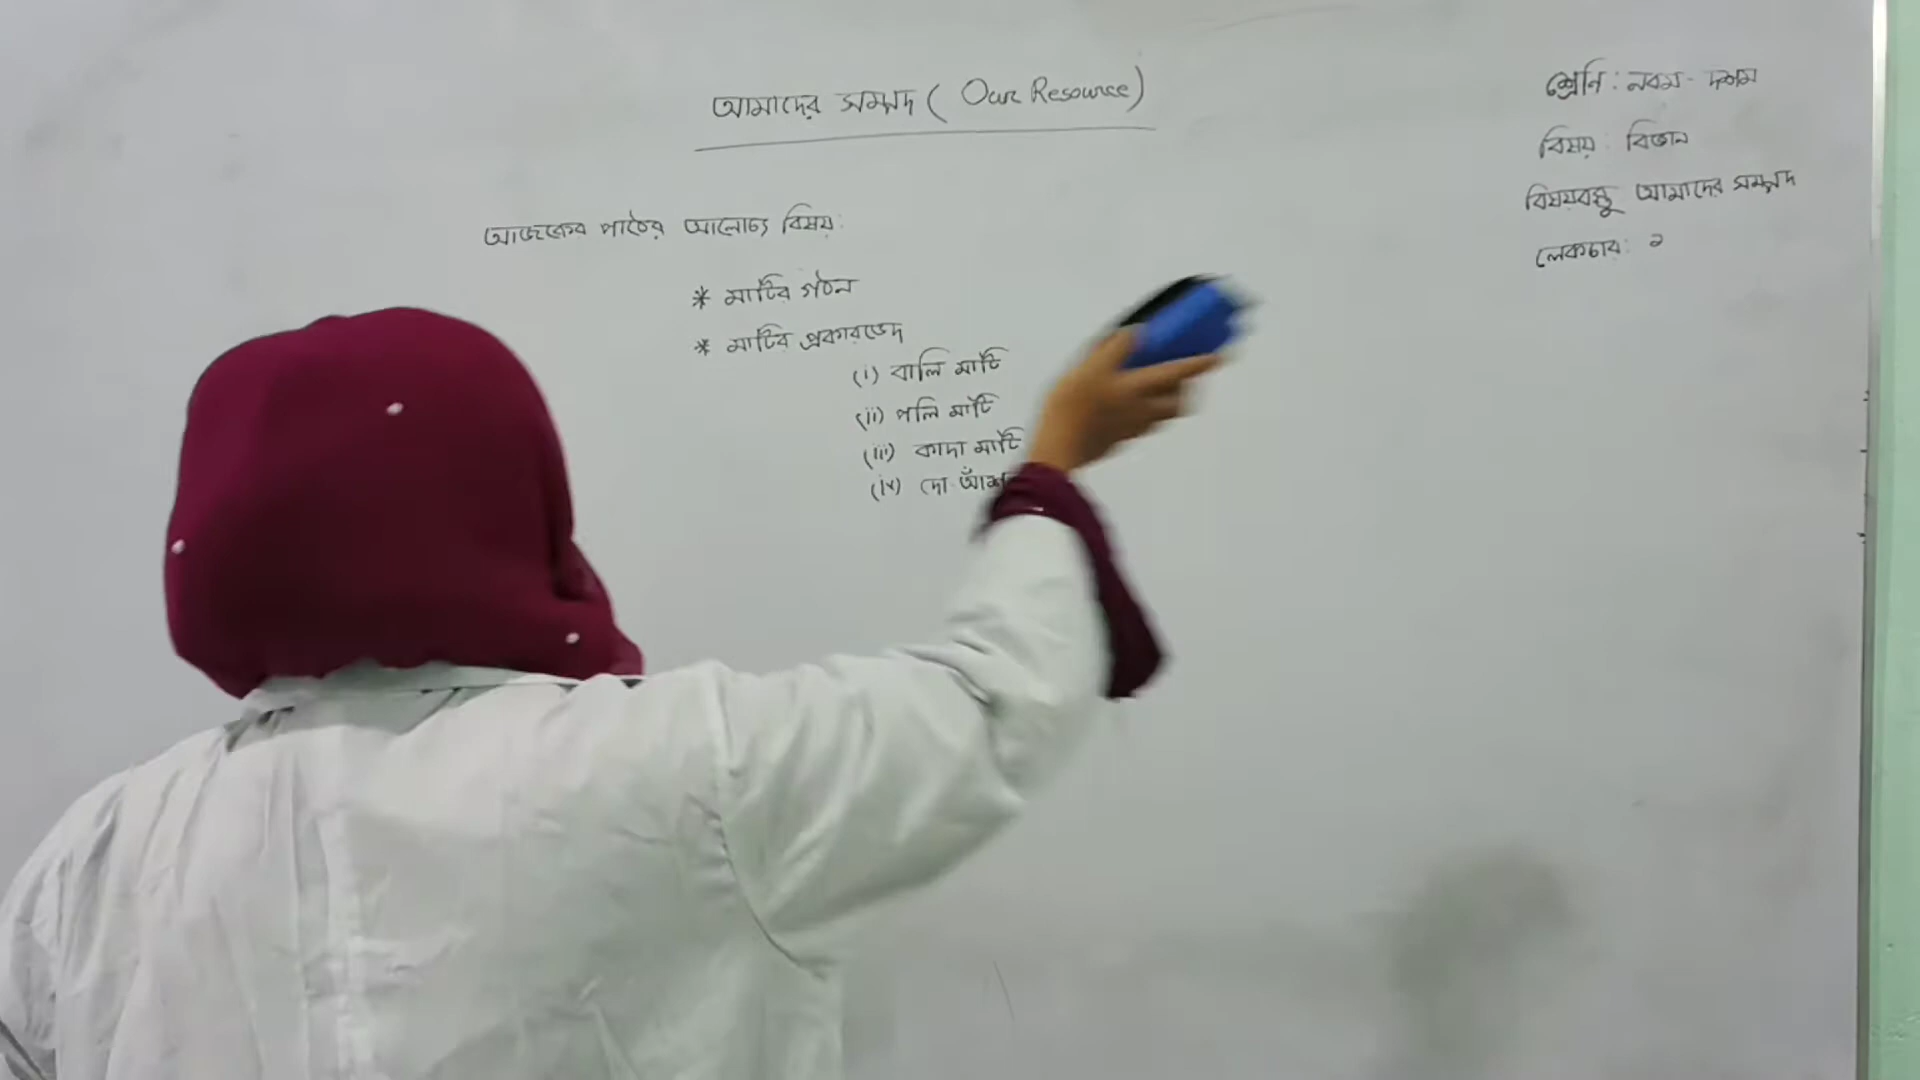 আমাদের সম্পদ ( Our Resource)
আজকের পাঠের আলোচ্য বিষয়:
* মাটির গঠন
* মাটির প্রকারভেদ
(i) বালি মাটি
(ii) পলি মাটি
(iii) কাদা মাটি
(iv) দো-আঁশ
শ্রেণি : নবম - দশম
বিষয় : বিজ্ঞান
বিষয়বস্তু আমাদের সম্পদ
লেকচার: ১